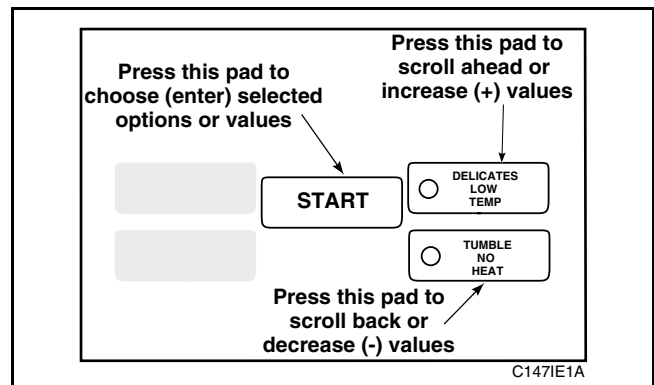 Press this pad to
choose (enter) selected
options or values
Press this pad to
scroll ahead or
increase (+) values
START
DELICATES
LOW
TEMP
TUMBLE
NO
HEAT
Press this pad to
scroll back or
decrease (-) values
C147IE1A